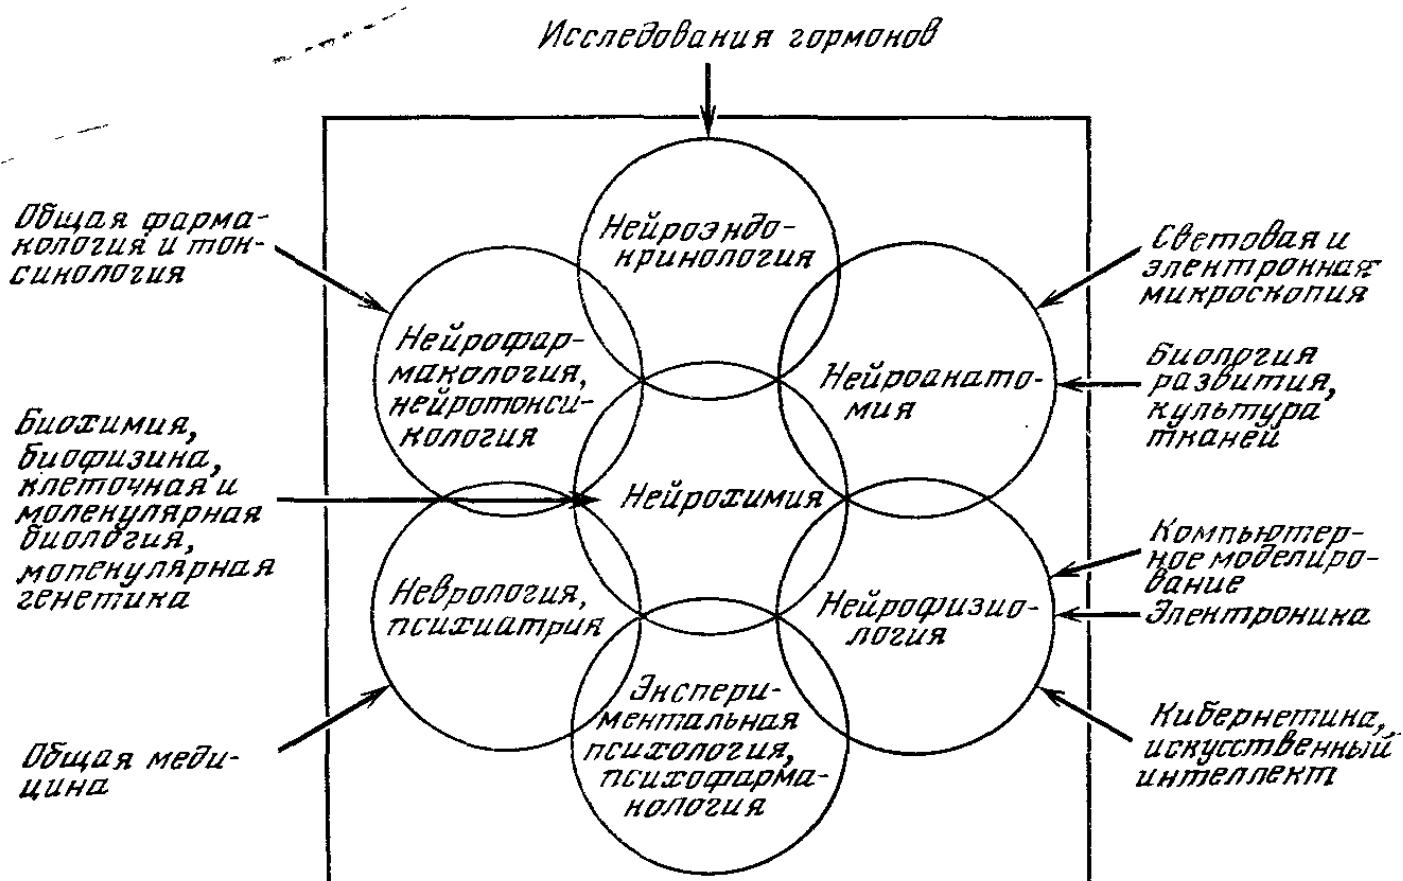 Исследования гормонов
Общая фарма-
кология и ток-
синология
Нейроэндо-
кринология
Световая и
электронная
микроскопия
Нейрофар-
макология,
нейротокси-
кология
Нейроанато-
мия
Биология
развития,
культура
тканей
Биохимия,
биофизика,
клеточная и
молекулярная
биология,
молекулярная
генетика
Нейрохимия
Компьютер-
ное моделиро-
вание
Электроника
Неврология,
психиатрия
Нейрофизио-
логия
Общая меди-
цина
Экспери-
ментальная
психология,
психофарма-
кология
Кибернетика,
искусственный
интеллект